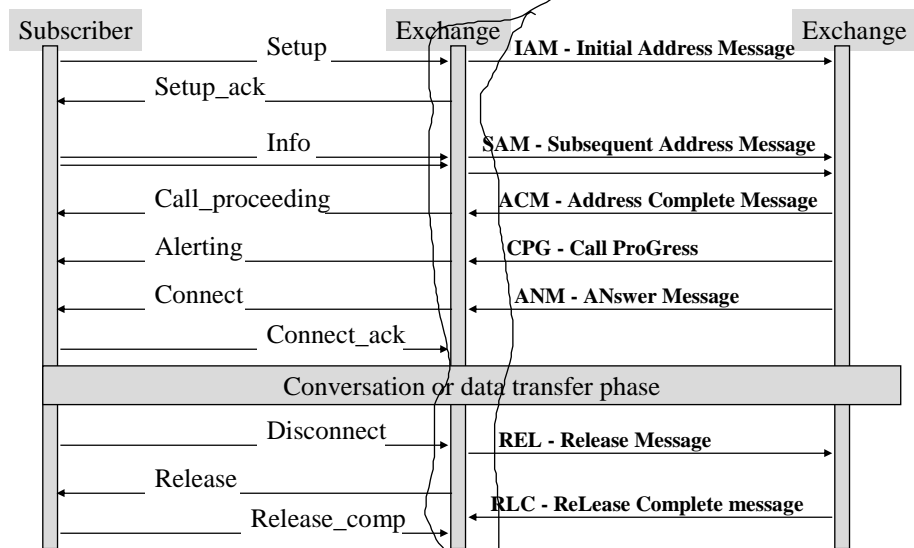 Subscriber Exchange Exchange
Setup IAM - Initial Address Message
Setup_ack
Info SAM - Subsequent Address Message
Call_proceeding ACM - Address Complete Message
Alerting CPG - Call ProGress
Connect ANM - ANswer Message
Connect_ack
Conversation or data transfer phase
Disconnect REL - Release Message
Release RLC - ReLease Complete message
Release_comp